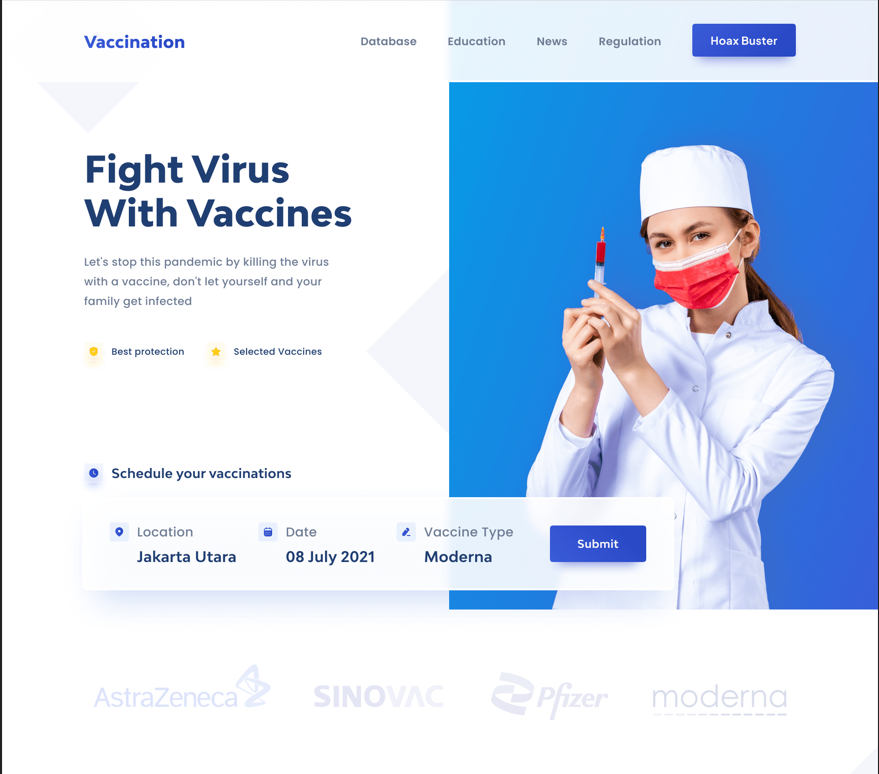 Vaccination
Database
Education
News
Regulation
Hoax Buster
Fight Virus
With Vaccines
Let's stop this pandemic by killing the virus
with a vaccine, don't let yourself and your
family get infected
Best protection
Selected Vaccines
Schedule your vaccinations
Location
Jakarta Utara
Date
08 July 2021
Vaccine Type
Moderna
Submit
AstraZeneca
SINOVAC
Pfizer
moderna